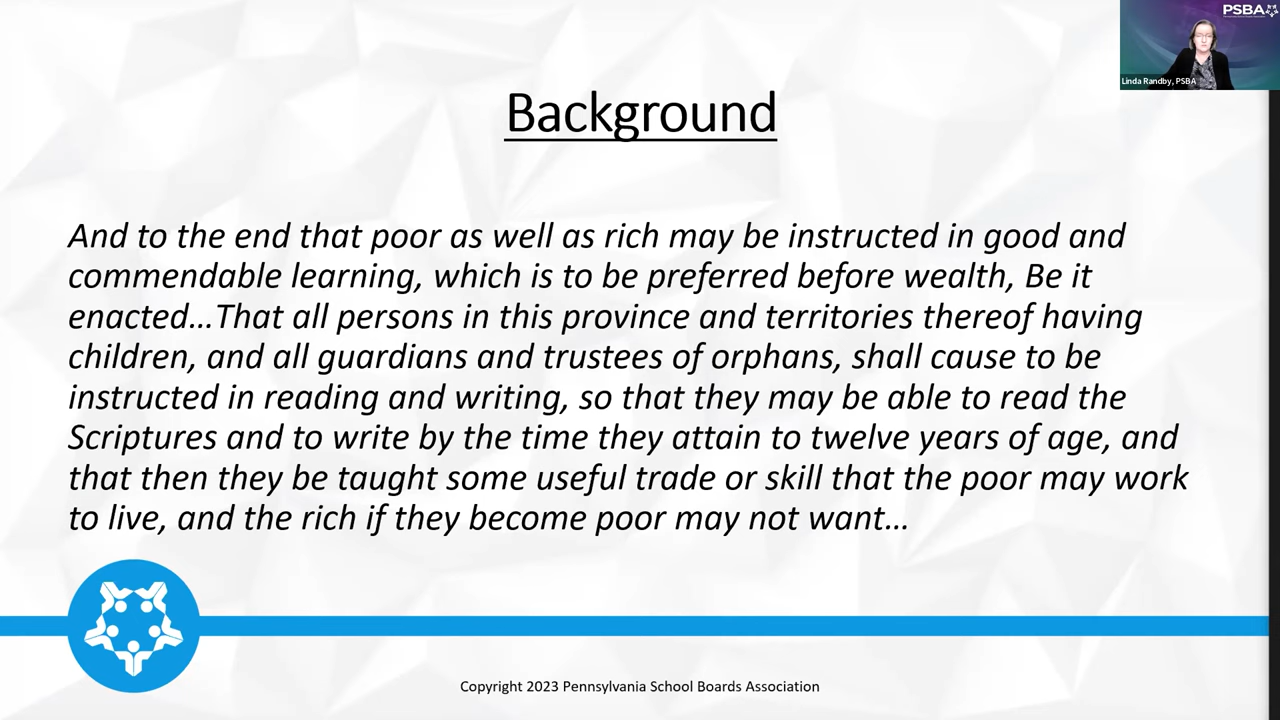 PSBA
Linda Randby, PSBA
Background
And to the end that poor as well as rich may be instructed in good and
commendable learning, which is to be preferred before wealth, Be it
enacted…That all persons in this province and territories thereof having
children, and all guardians and trustees of orphans, shall cause to be
instructed in reading and writing, so that they may be able to read the
Scriptures and to write by the time they attain to twelve years of age, and
that then they be taught some useful trade or skill that the poor may work
to live, and the rich if they become poor may not want…
Copyright 2023 Pennsylvania School Boards Association